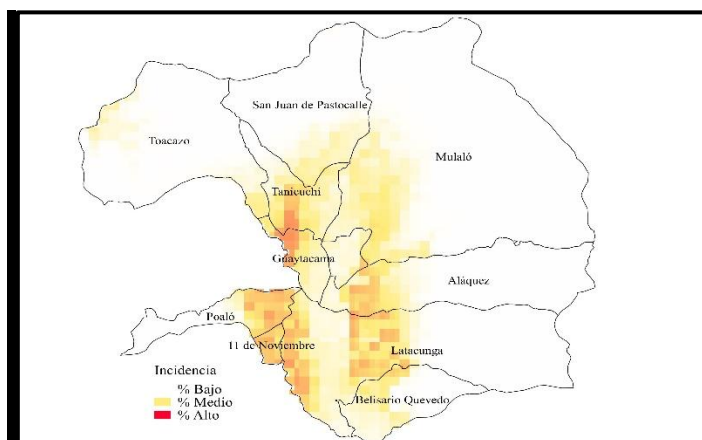 San Juan de Pastocalle
Toacazo
Mulaló
Tanicuchí
Guaytacama
Aláquez
Poaló
11 de Noviembre
Latacunga
Belisario Quevedo
Incidencia
% Bajo
% Medio
% Alto